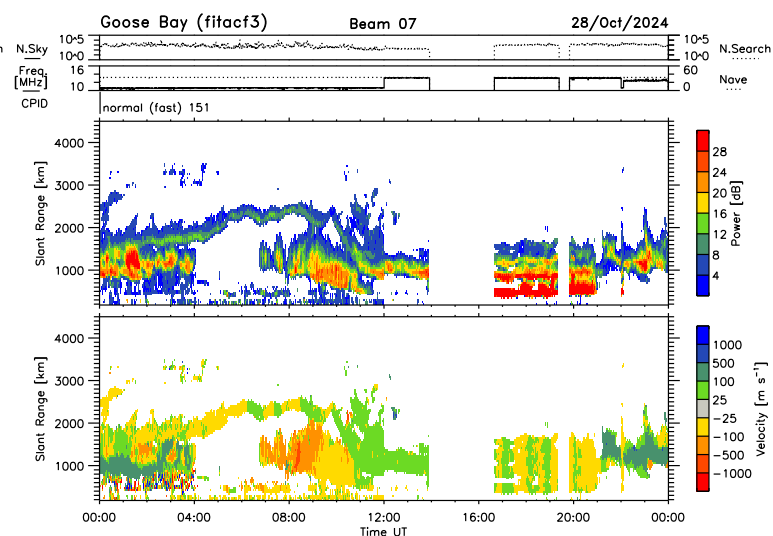 Goose Bay (fitacf3) Beam 07 28/Oct/2024
n N.Sky 10^5 10^0 10^5 10^0 N.Search
Freq. [MHz] 16 10 60 0 Nave
CPID normal (fast) 151
Slant Range [km] 4000 3000 2000 1000
Power [dB] 28 24 20 16 12 8 4
Slant Range [km] 4000 3000 2000 1000
Velocity [m s⁻¹] 1000 500 100 25 -25 -100 -500 -1000
00:00 04:00 08:00 12:00 16:00 20:00 00:00
Time UT